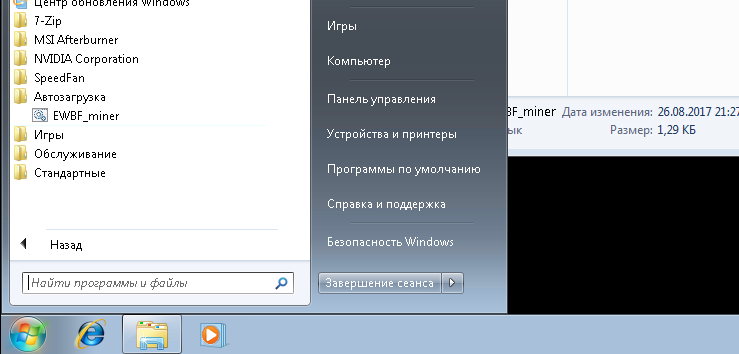 Центр обновления Windows
7-Zip
MSI Afterburner
NVIDIA Corporation
SpeedFan
Автозагрузка
EWBF_miner
Игры
Обслуживание
Стандартные
Назад
Найти программы и файлы
Игры
Компьютер
Панель управления
Устройства и принтеры
Программы по умолчанию
Справка и поддержка
Безопасность Windows
Завершение сеанса
BF_miner Дата изменения: 26.08.2017 21:27
ык Размер: 1,29 КБ